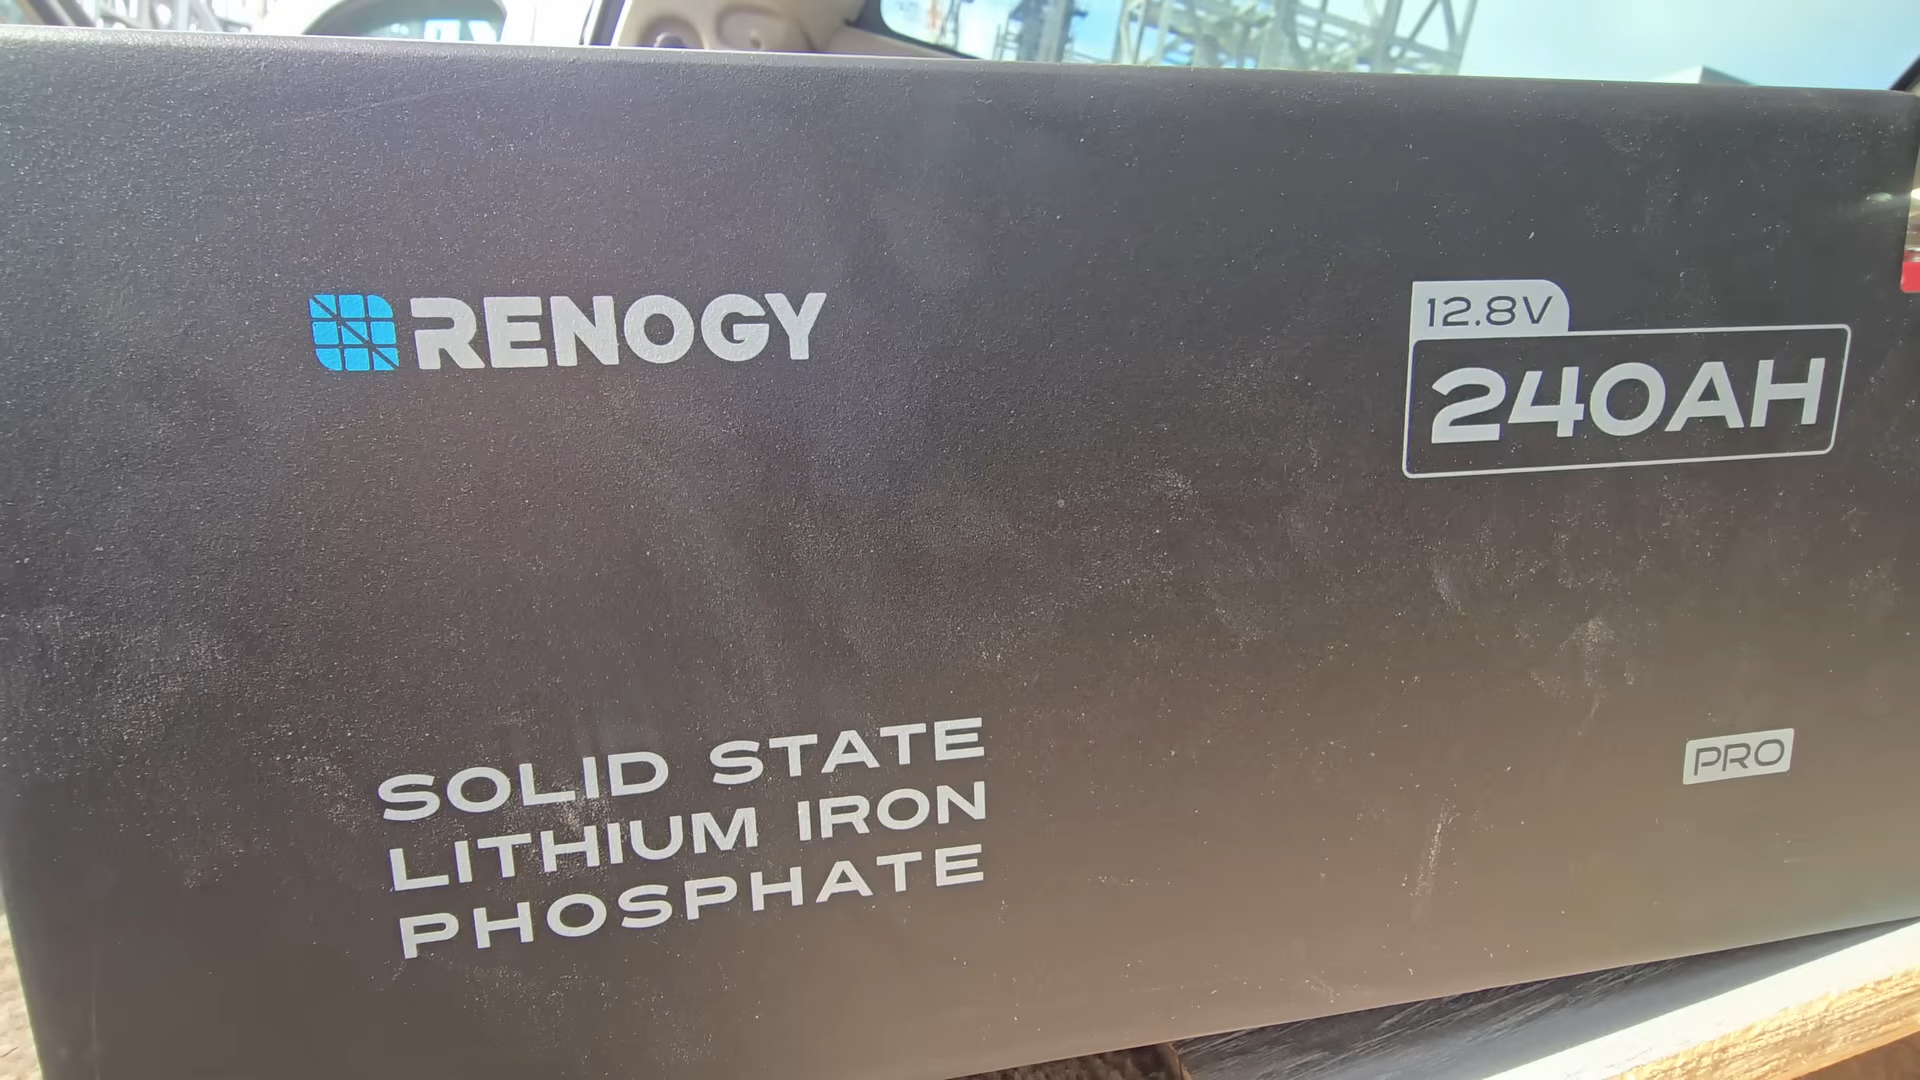 RENOGY
12.8V
240AH
SOLID STATE
LITHIUM IRON
PHOSPHATE
PRO